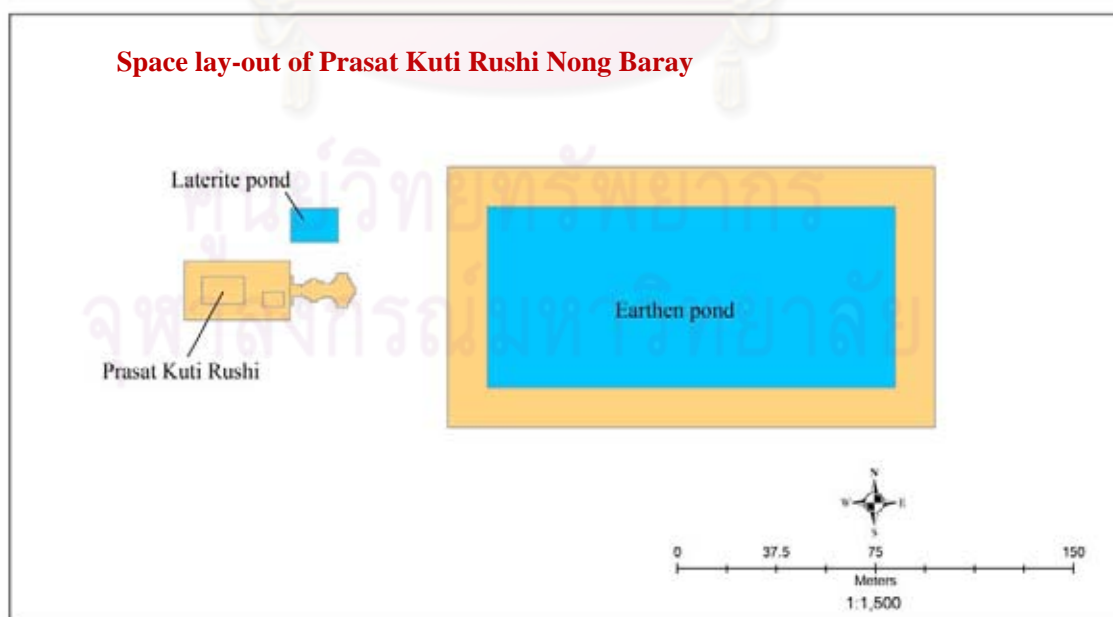 Space lay-out of Prasat Kuti Rushi Nong Baray
Laterite pond
ศูนย์วิทยทรัพยากร
Earthen pond
จุฬาลงกรณ์มหาวิทยาลัย
Prasat Kuti Rushi
N
W E
S
0 37.5 75 150
Meters
1:1,500